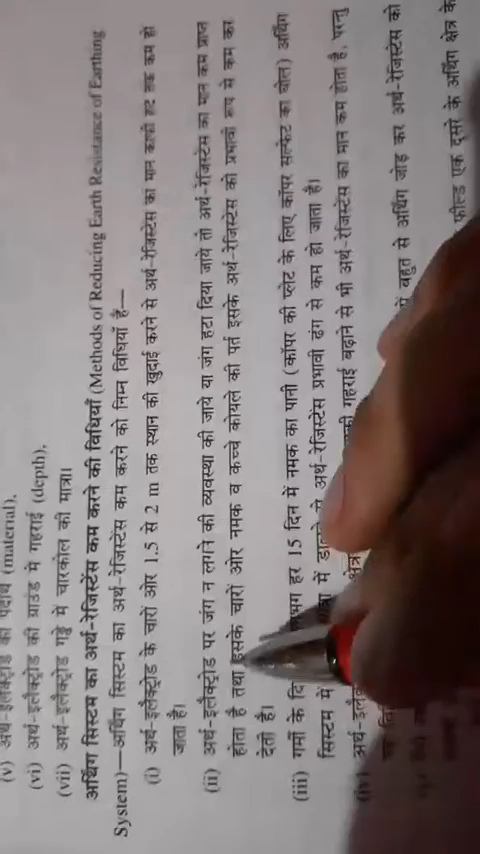 (v) अर्थ-इलैक्ट्रोड का पदार्थ (material),
(vi) अर्थ-इलैक्ट्रोड की ग्राउंड में गहराई (depth),
(vii) अर्थ-इलैक्ट्रोड गड्ढे में चारकोल की मात्रा।
अर्थिंग सिस्टम का अर्थ-रेजिस्टेंस कम करने की विधियाँ (Methods of Reducing Earth Resistance of Earthing
System)—अर्थिंग सिस्टम का अर्थ-रेजिस्टेंस कम करने की निम्न विधियाँ हैं—
(i) अर्थ-इलैक्ट्रोड के चारों ओर 1.5 से 2 m तक स्थान की खुदाई करने से अर्थ-रेजिस्टेंस का मान काफी हद तक कम हो
जाता है।
(ii) अर्थ-इलैक्ट्रोड पर जंग न लगने की व्यवस्था की जाये या जंग हटा दिया जाये तो अर्थ-रेजिस्टेंस का मान कम प्राप्त
होता है तथा इसके चारों ओर नमक व कच्चे कोयले की पर्त इसके अर्थ-रेजिस्टेंस को प्रभावी रूप से कम कर
देती है।
(iii) गर्मी के हर 15 दिन में नमक का पानी (कॉपर की प्लेट के लिए कॉपर सल्फेट का घोल) अर्थिंग
सिस्टम में अर्थ-रेजिस्टेंस प्रभावी ढंग से कम हो जाता है।
(iv) गहराई बढ़ाने से भी अर्थ-रेजिस्टेंस का मान कम होता है, परन्तु
बहुत से अर्थिंग जोड़ कर अर्थ-रेजिस्टेंस को
फील्ड एक दूसरे के अर्थिंग क्षेत्र के